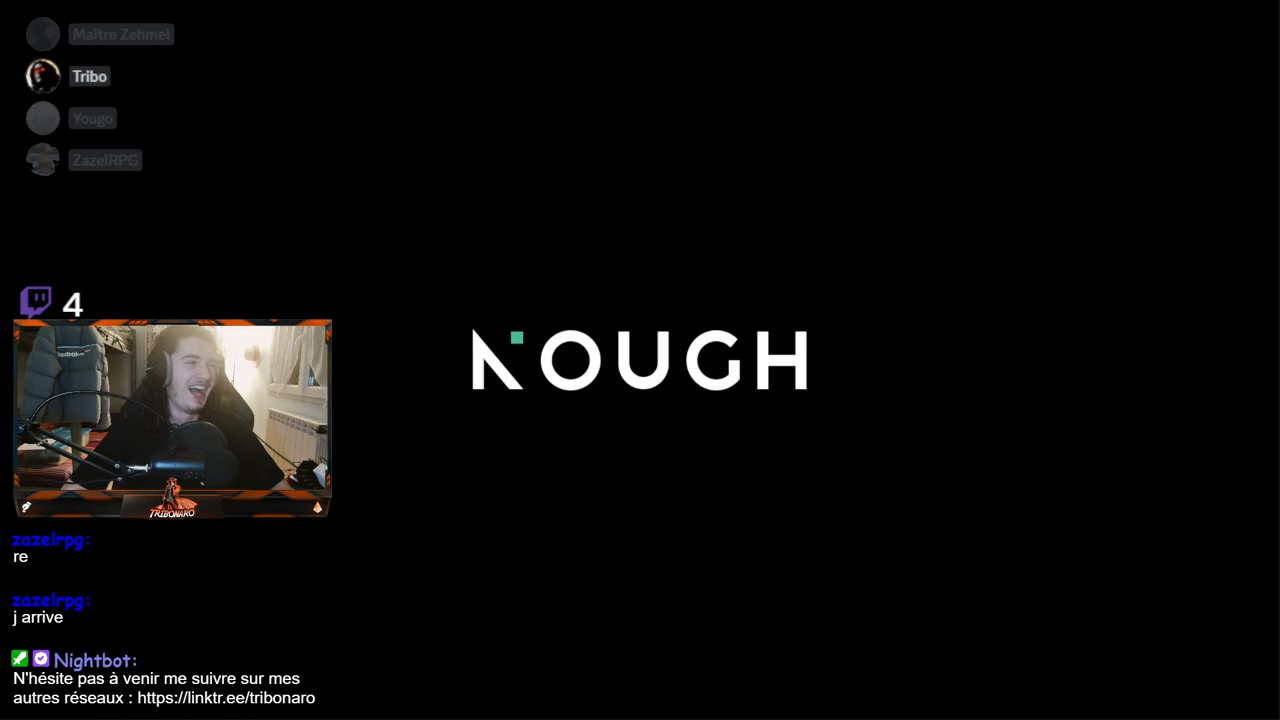 Maître Zehmel
Tribo
Yougo
ZazelRPG
4
NOUGH
TRIBONARO
zazelrpg:
re
zazelrpg:
j arrive
Nightbot:
N'hésite pas à venir me suivre sur mes
autres réseaux : https://linktr.ee/tribonaro